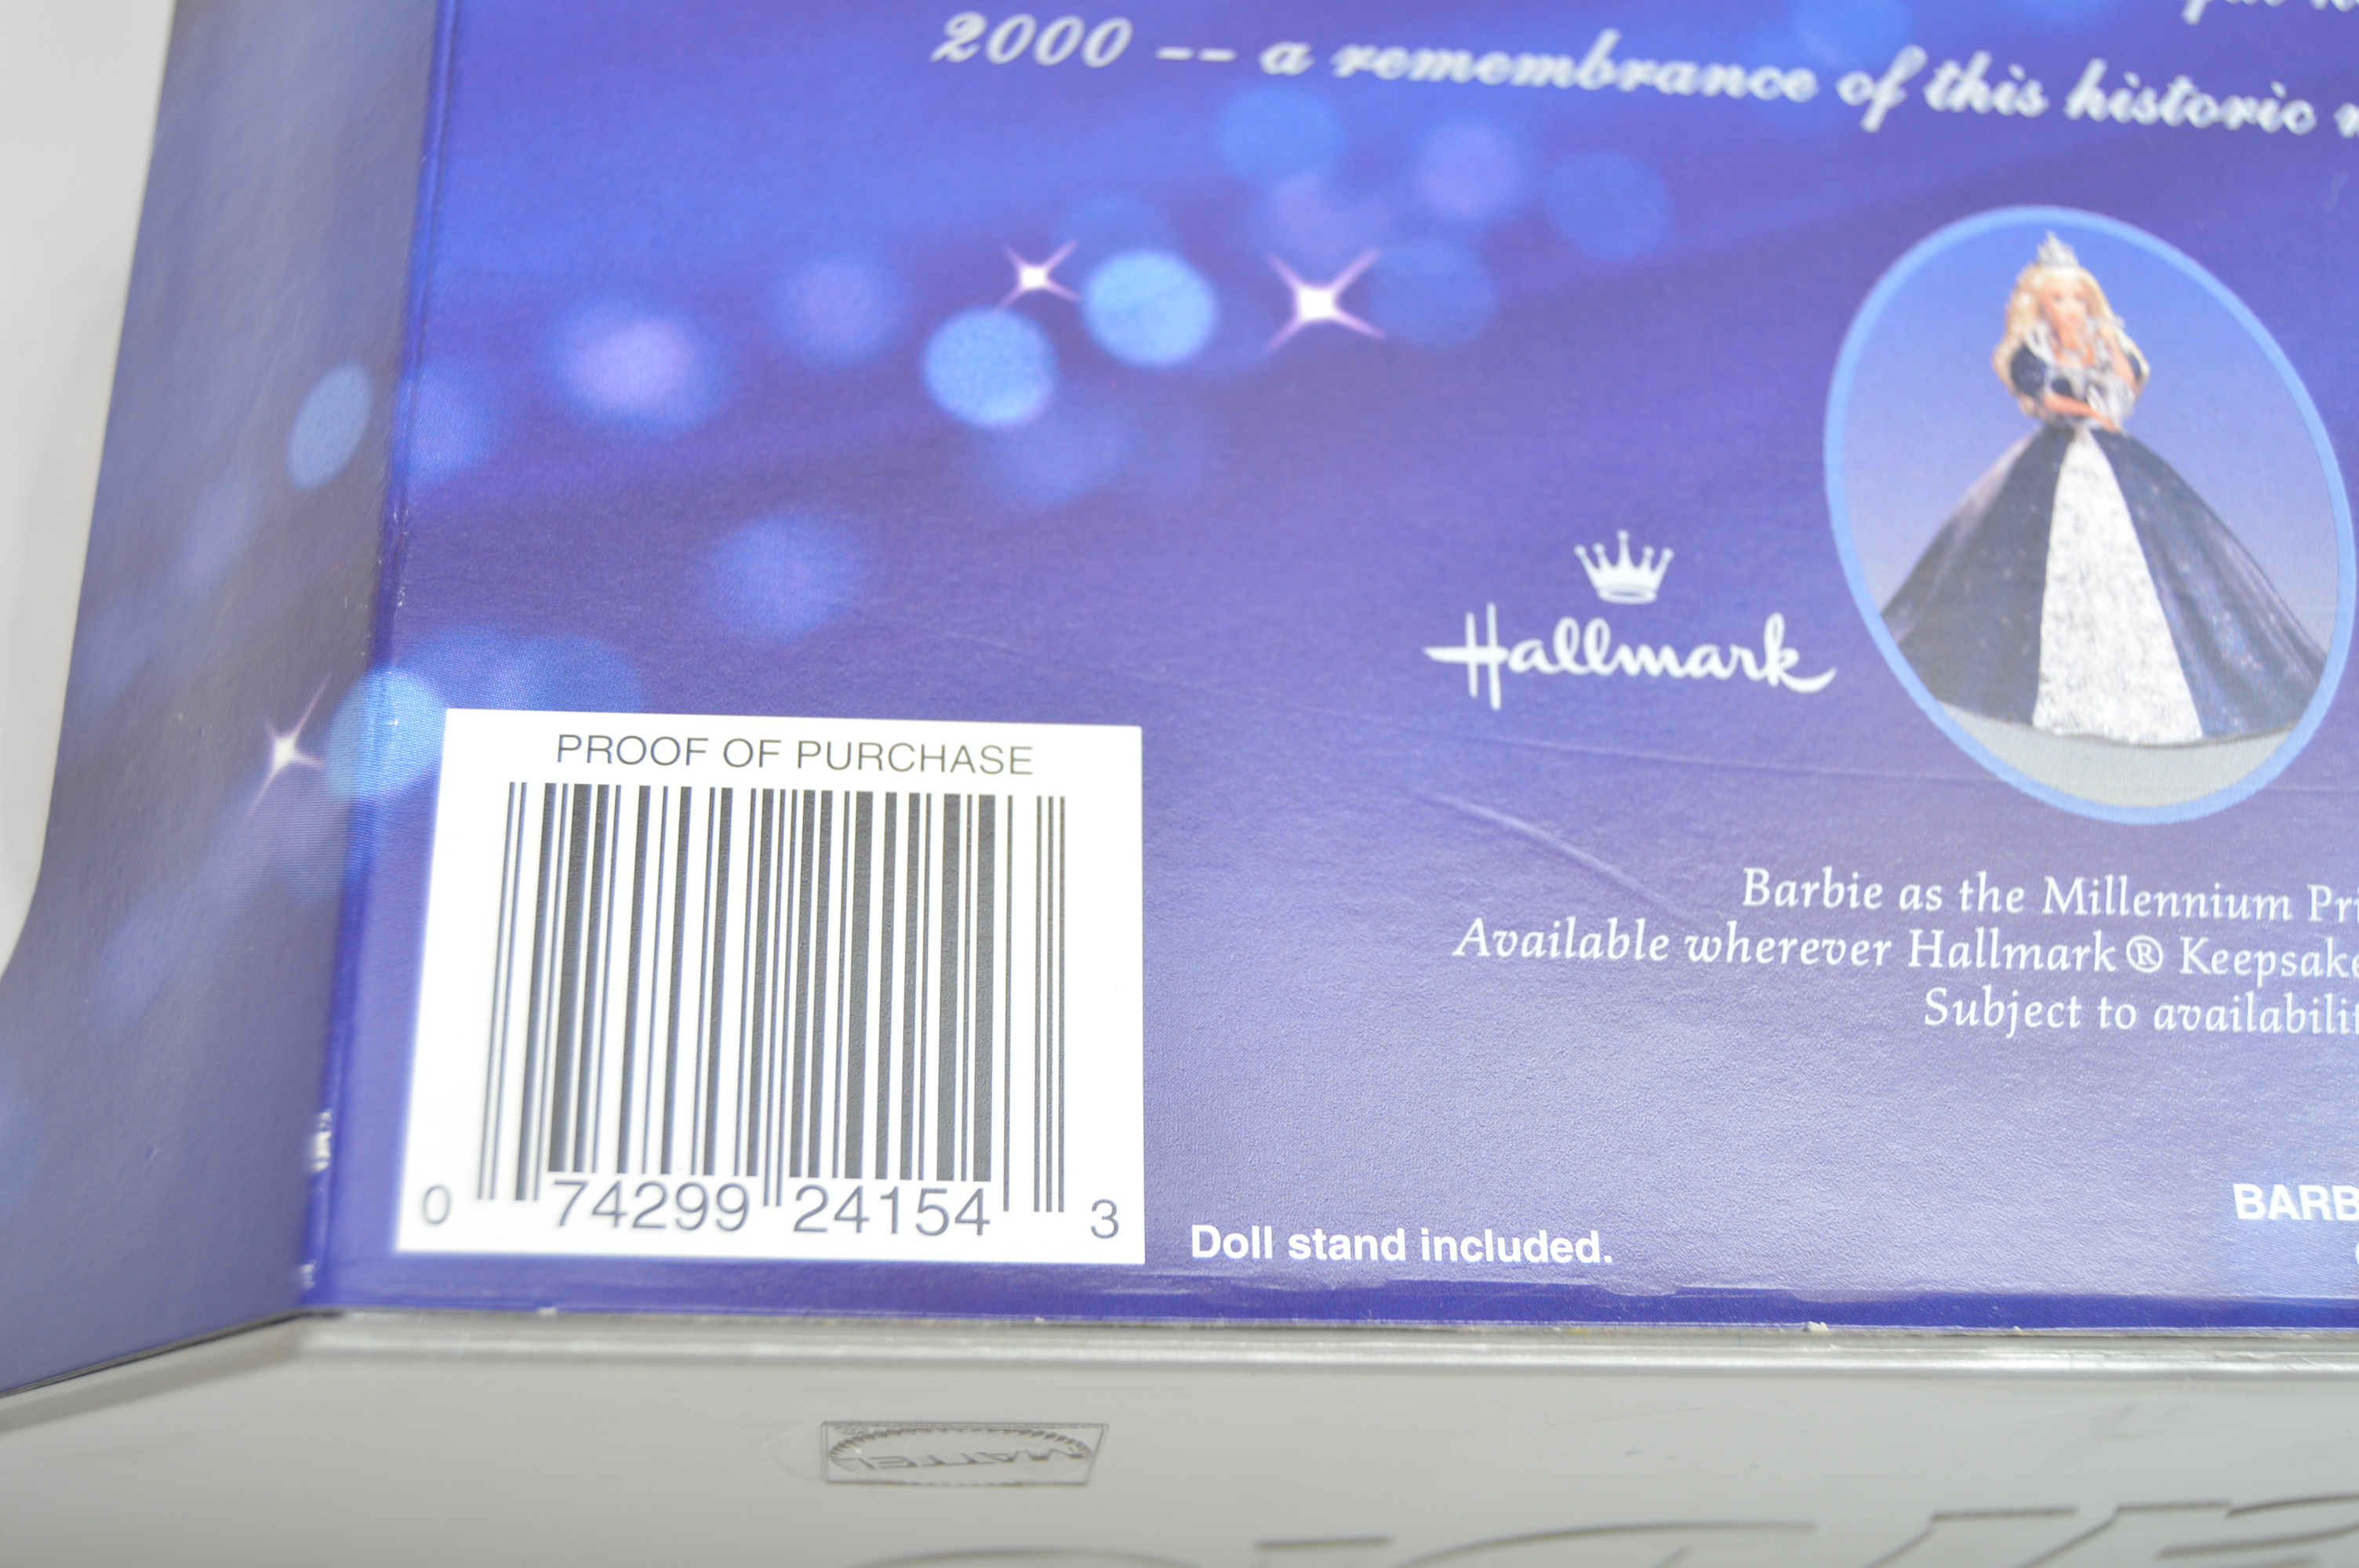 2000 -- a remembrance of this historic
Hallmark
PROOF OF PURCHASE
0 74299 24154 3
Barbie as the Millennium
Available wherever Hallmark®
Subject to
Doll stand included.
MATTEL